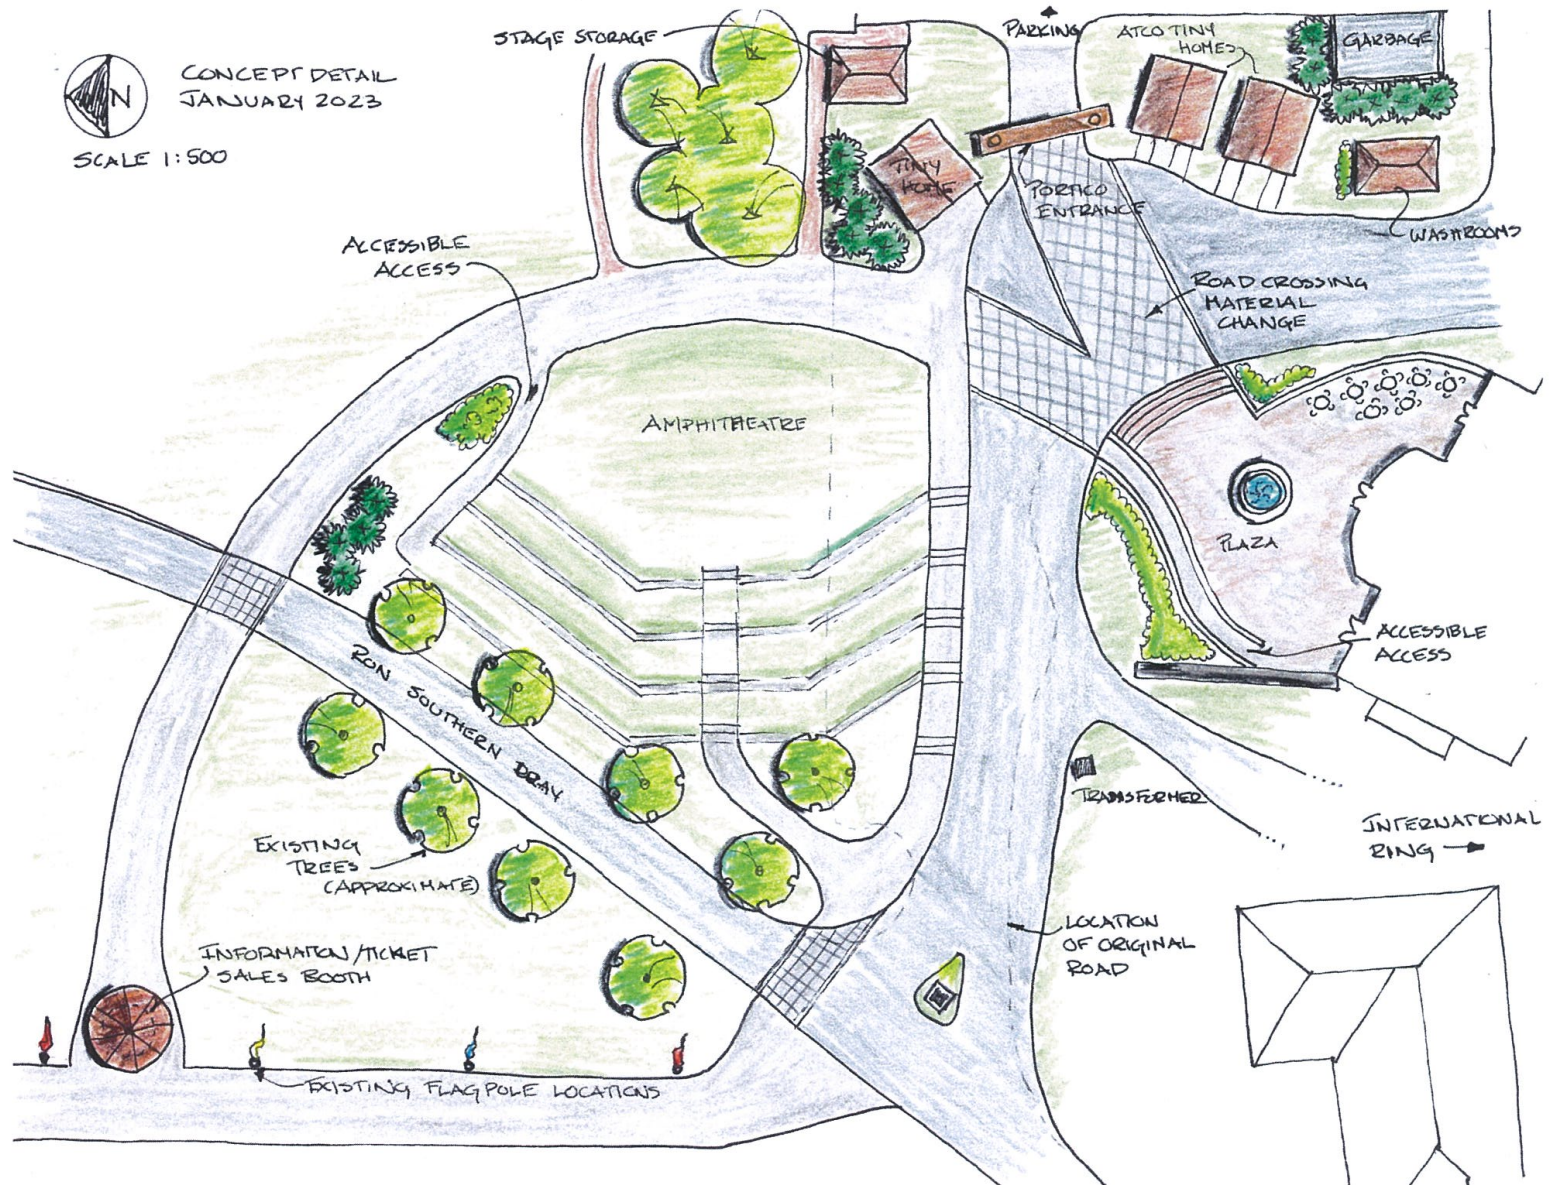 N
CONCEPT DETAIL
JANUARY 2023
SCALE 1:500
STAGE STORAGE
PARKING
ATCO TINY
HOMES
GARBAGE
TINY
HOME
PORTICO
ENTRANCE
WASHROOMS
ACCESSIBLE
ACCESS
ROAD CROSSING
MATERIAL
CHANGE
AMPHITHEATRE
PLAZA
ACCESSIBLE
ACCESS
RON SOUTHERN DRAY
TRANSFORMER
INTERNATIONAL
RING
EXISTING
TREES
(APPROXIMATE)
LOCATION
OF ORIGINAL
ROAD
INFORMATION/TICKET
SALES BOOTH
EXISTING FLAGPOLE LOCATIONS